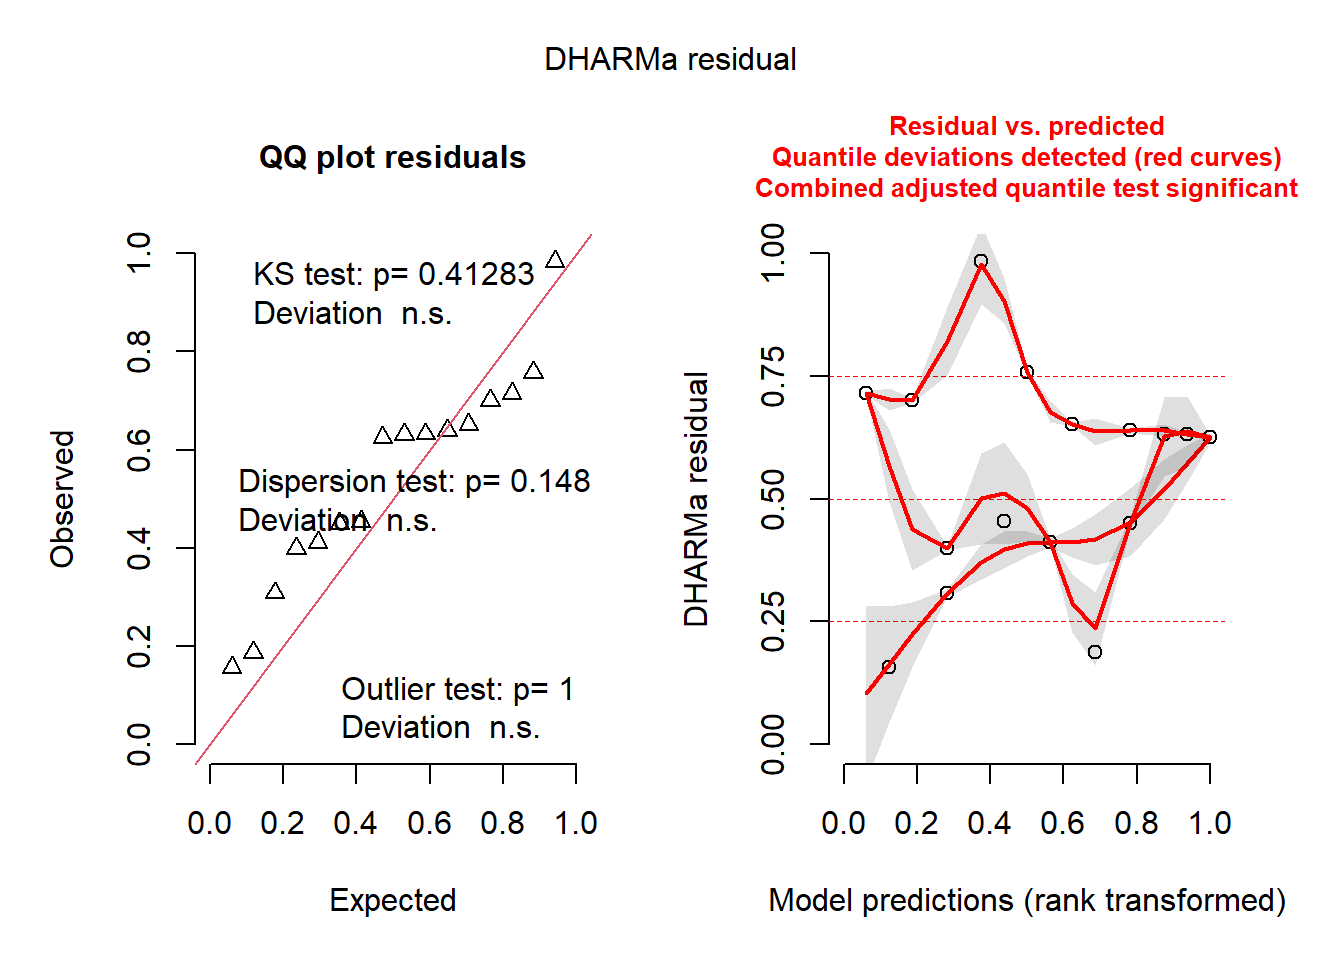 DHARMa residual
QQ plot residuals
KS test: p= 0.41283
Deviation  n.s.
Dispersion test: p= 0.148
Deviation  n.s.
Outlier test: p= 1
Deviation  n.s.
Observed
0.0 0.2 0.4 0.6 0.8 1.0
0.0 0.2 0.4 0.6 0.8 1.0
Expected
Residual vs. predicted
Quantile deviations detected (red curves)
Combined adjusted quantile test significant
DHARMa residual
0.00 0.25 0.50 0.75 1.00
0.0 0.2 0.4 0.6 0.8 1.0
Model predictions (rank transformed)